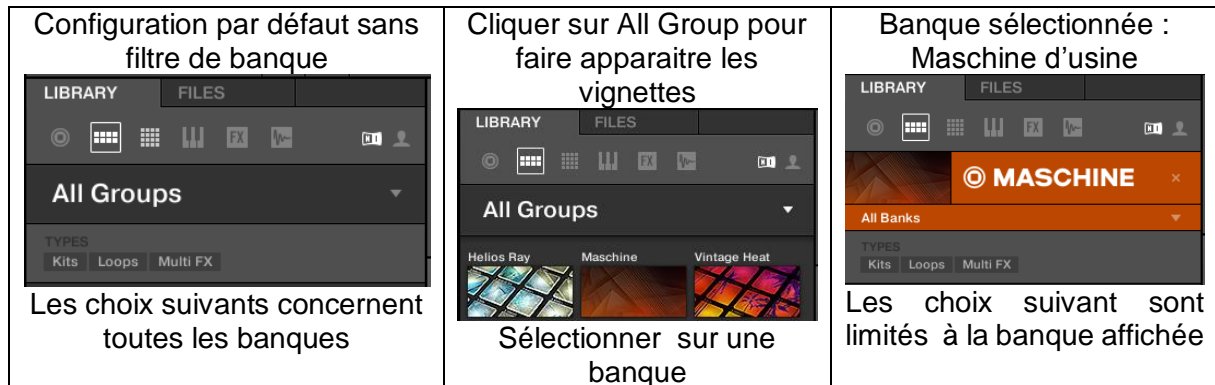 Configuration par défaut sans
filtre de banque
LIBRARY FILES
FX
All Groups
TYPES
Kits Loops Multi FX
Les choix suivants concernent
toutes les banques
Cliquer sur All Group pour
faire apparaitre les
vignettes
LIBRARY FILES
FX
All Groups
Helios Ray Maschine Vintage Heat
Sélectionner sur une
banque
Banque sélectionnée :
Maschine d’usine
LIBRARY FILES
FX
MASCHINE
All Banks
TYPES
Kits Loops Multi FX
Les choix suivant sont
limités à la banque affichée